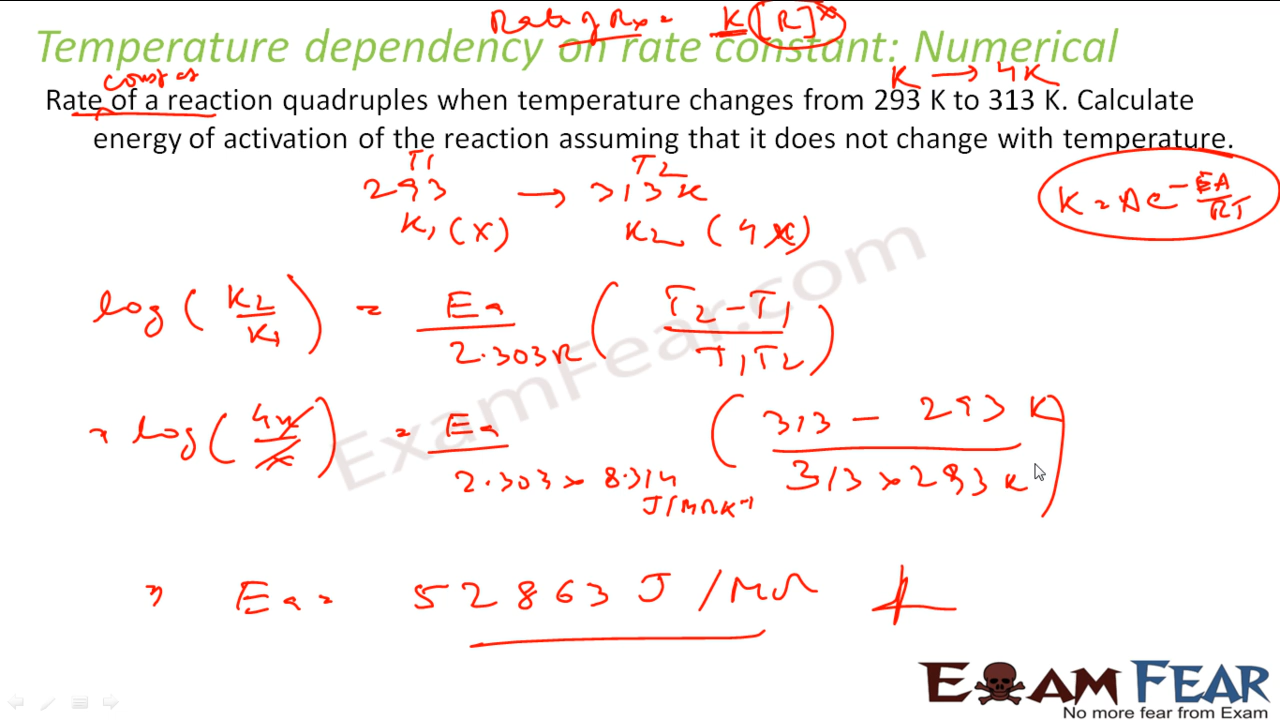 Rate of Rx = K [R]^x
Temperature dependency on rate constant: Numerical
const of
K → 4K
Rate of a reaction quadruples when temperature changes from 293 K to 313 K. Calculate
energy of activation of the reaction assuming that it does not change with temperature.
T1 T2
293 → 313 K
K1 (x) K2 (4x)
K = Ae^-EA/RT
log (K2/K1) = Ea/2.303R (T2 - T1/T1T2)
log (4x/x) = Ea/2.303 x 8.314 J/mol K^-1 (313 - 293 K/313 x 293 K)
Ea = 52863 J/mol
ExamFear.com
EXAM FEAR
No more fear from Exam